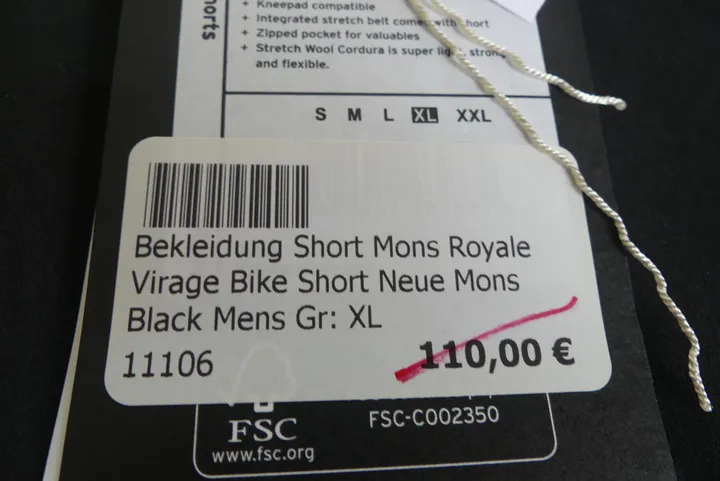 horts
+ Kneepad compatible
+ Integrated stretch belt comes with short
+ Zipped pocket for valuables
+ Stretch Wool Cordura is super light, strong
and flexible.
S M L XL XXL
Bekleidung Short Mons Royale
Virage Bike Short Neue Mons
Black Mens Gr: XL
11106
110,00 €
FSC
www.fsc.org
FSC-C002350